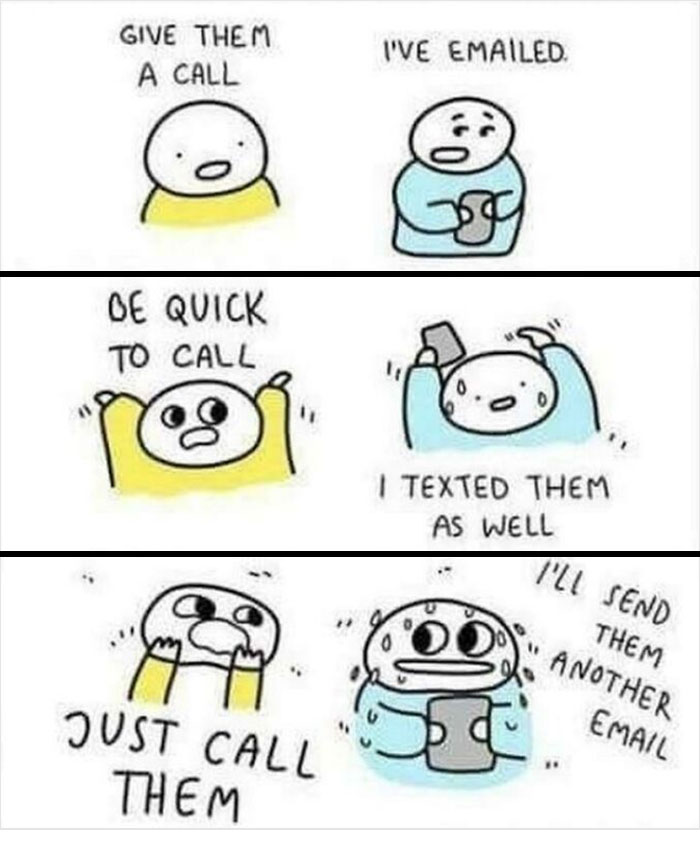 GIVE THEM
A CALL
I'VE EMAILED.
BE QUICK
TO CALL
I TEXTED THEM
AS WELL
JUST CALL
THEM
I'LL SEND
THEM
ANOTHER
EMAIL